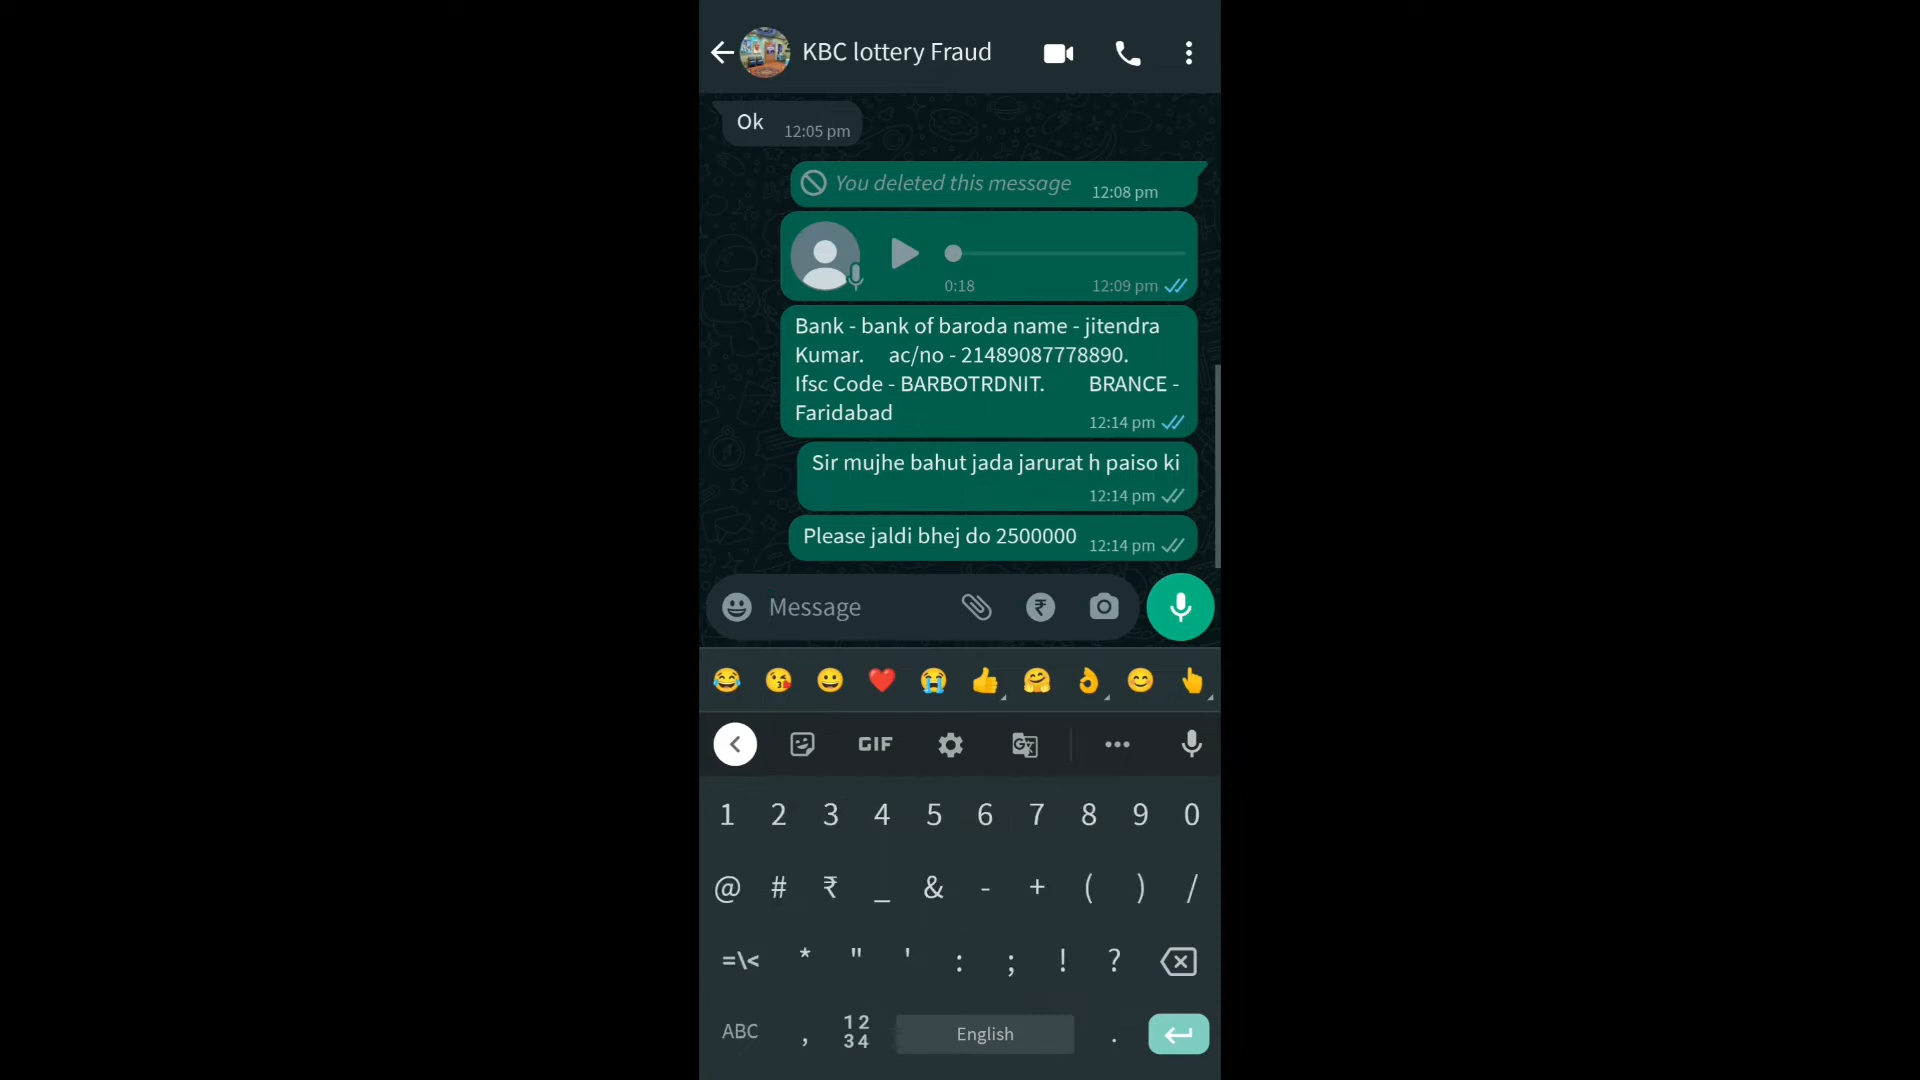 KBC lottery Fraud
Ok 12:05 pm
You deleted this message 12:08 pm
0:18 12:09 pm
Bank - bank of baroda name - jitendra
Kumar. ac/no - 21489087778890.
Ifsc Code - BARBOTRDNIT. BRANCE -
Faridabad
12:14 pm
Sir mujhe bahut jada jarurat h paiso ki
12:14 pm
Please jaldi bhej do 2500000 12:14 pm
Message
GIF
1 2 3 4 5 6 7 8 9 0
@ # ₹ _ & - + ( ) /
=\< * " ' : ; ! ?
ABC , 12 34 English .